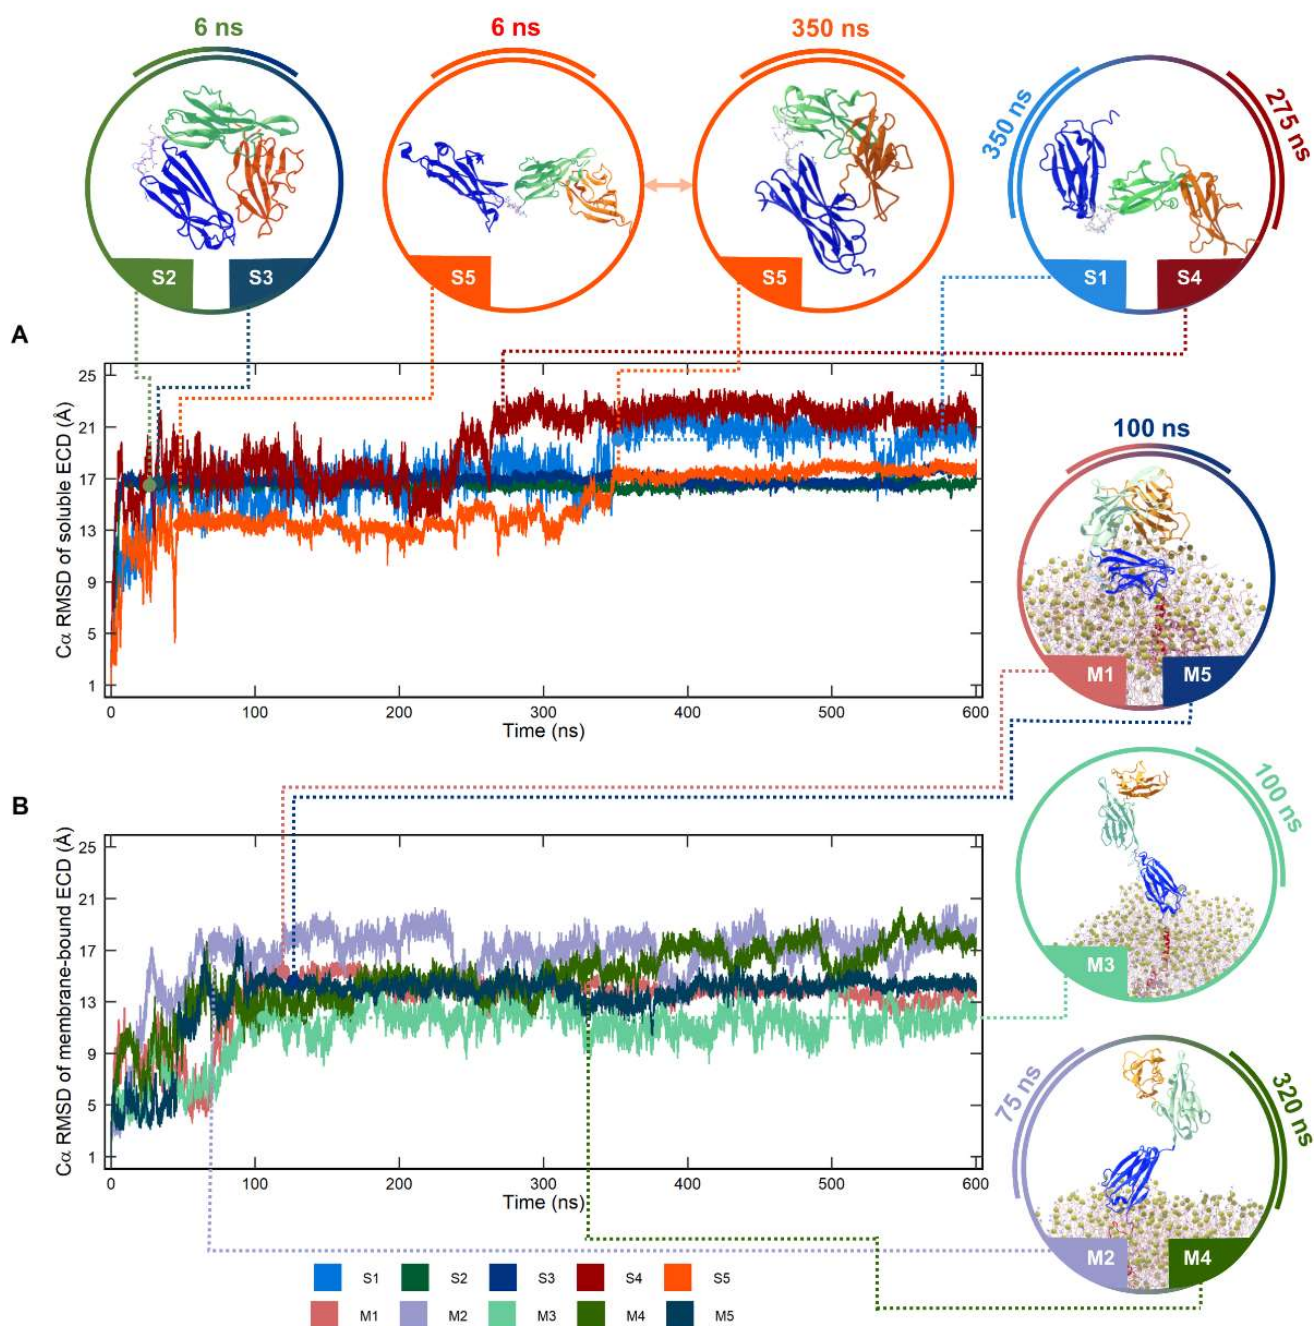 6 ns
6 ns
350 ns
350 ns
275 ns
S2
S3
S5
S5
S1
S4
A
Cα RMSD of soluble ECD (Å)
25
21
17
13
9
5
1
0
100
200
300
400
500
600
Time (ns)
100 ns
M1
M5
100 ns
M3
B
Cα RMSD of membrane-bound ECD (Å)
25
21
17
13
9
5
1
0
100
200
300
400
500
600
Time (ns)
75 ns
320 ns
M2
M4
S1 S2 S3 S4 S5
M1 M2 M3 M4 M5